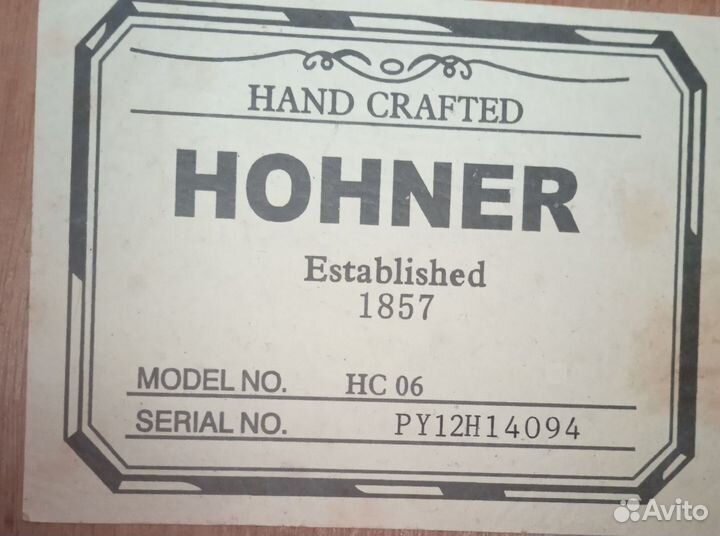 HAND CRAFTED
HOHNER
Established
1857
MODEL NO. HC 06
SERIAL NO. PY12H14094
Avito